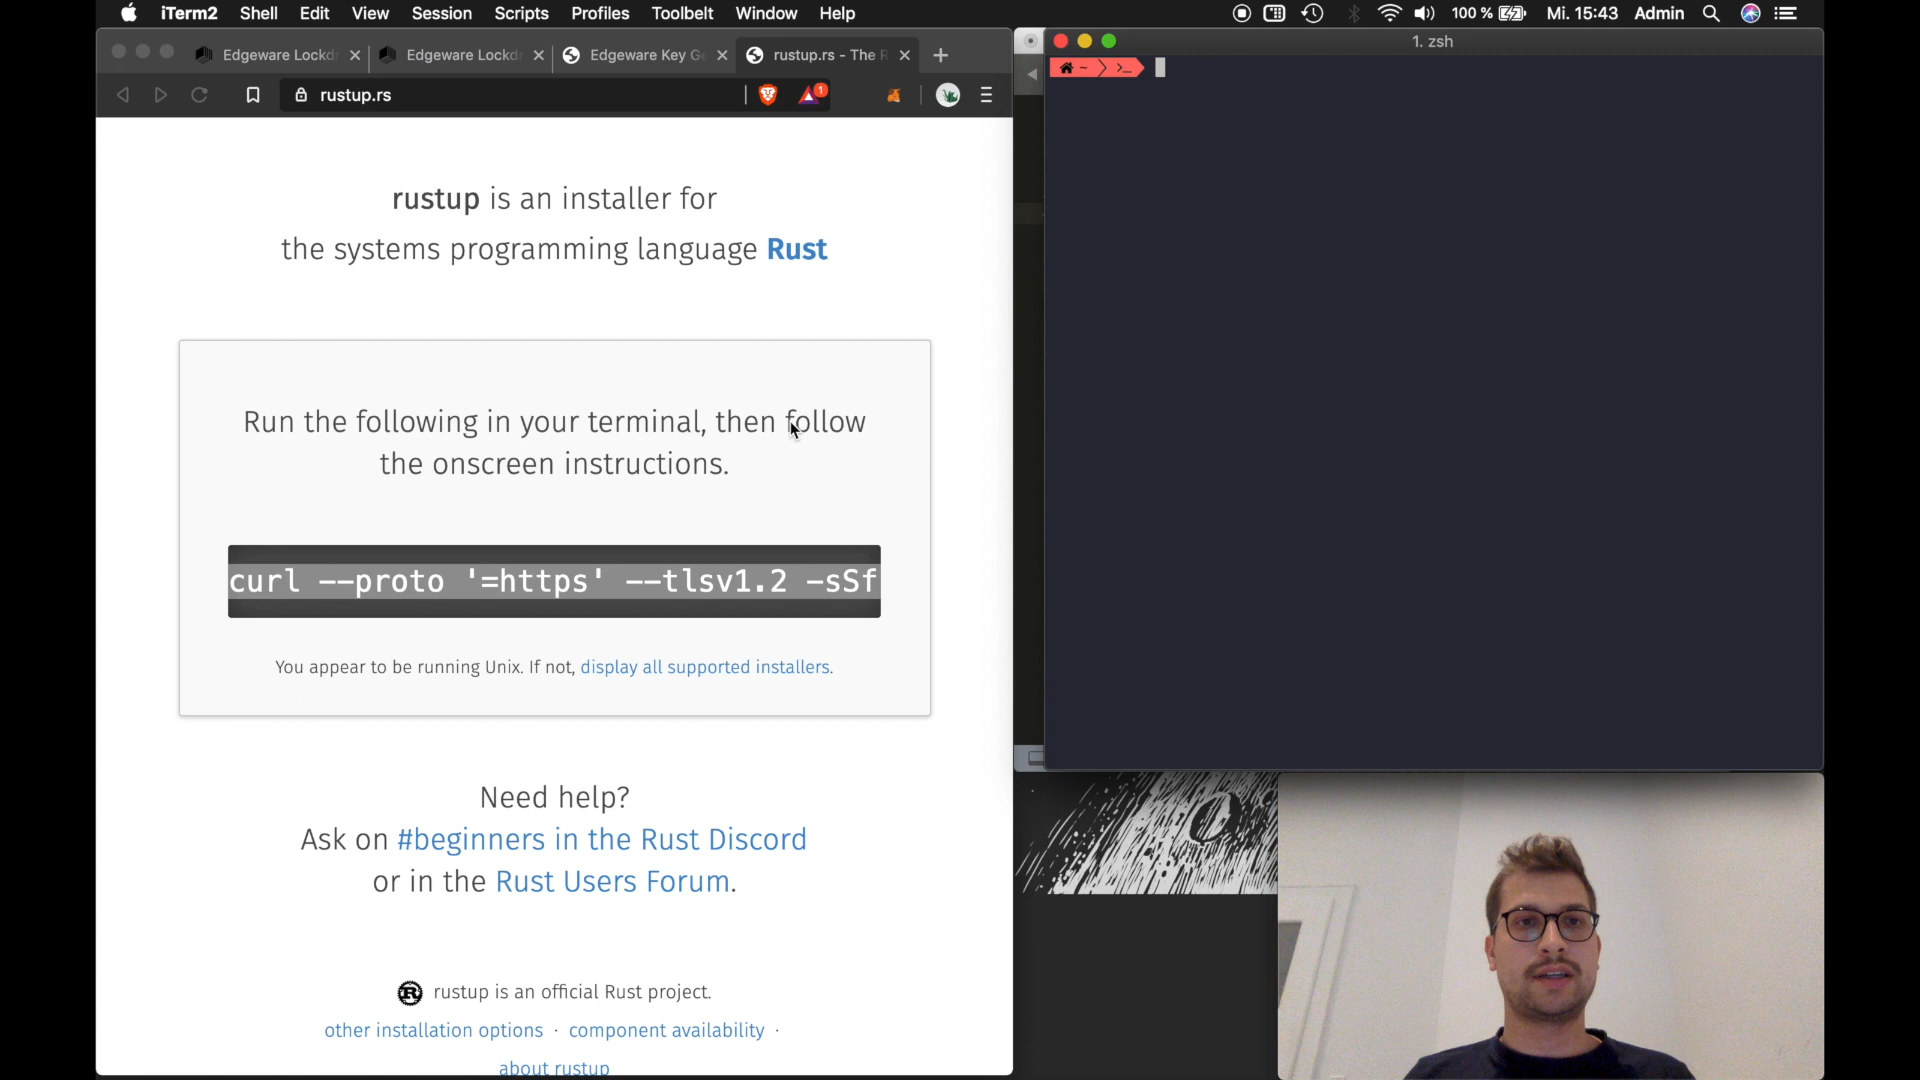 iTerm2 Shell Edit View Session Scripts Profiles Toolbelt Window Help
100 % Mi. 15:43 Admin
Edgeware Lockd
Edgeware Lockd
Edgeware Key G
rustup.rs - The R
1. zsh
rustup.rs
1
~ >_
rustup is an installer for
the systems programming language Rust
Run the following in your terminal, then follow
the onscreen instructions.
curl --proto '=https' --tlsv1.2 -sSf
You appear to be running Unix. If not, display all supported installers.
Need help?
Ask on #beginners in the Rust Discord
or in the Rust Users Forum.
R rustup is an official Rust project.
other installation options · component availability ·
about rustup